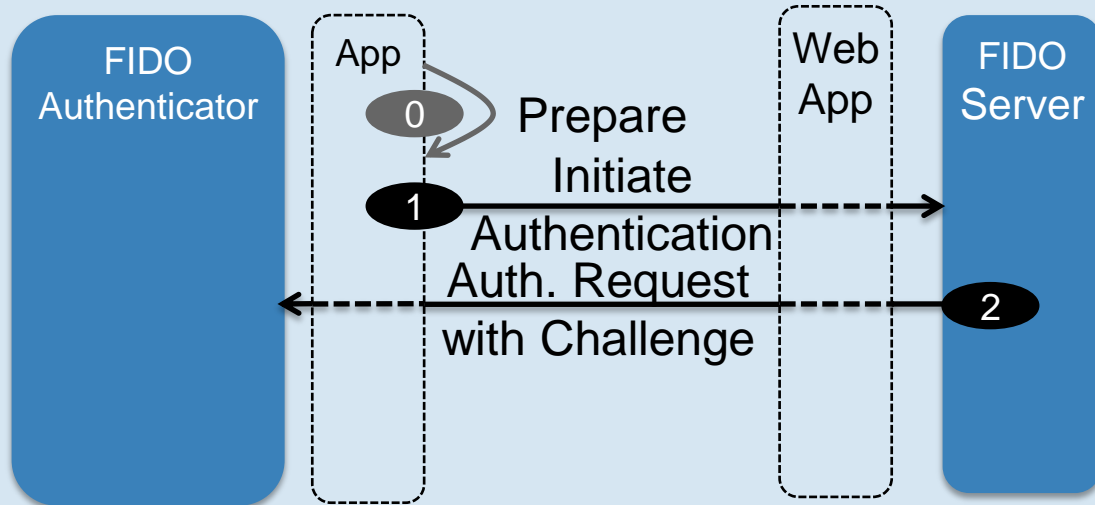 FIDO
Authenticator
App
Web
App
FIDO
Server
0
Prepare
1
Initiate
Authentication
2
Auth. Request
with Challenge